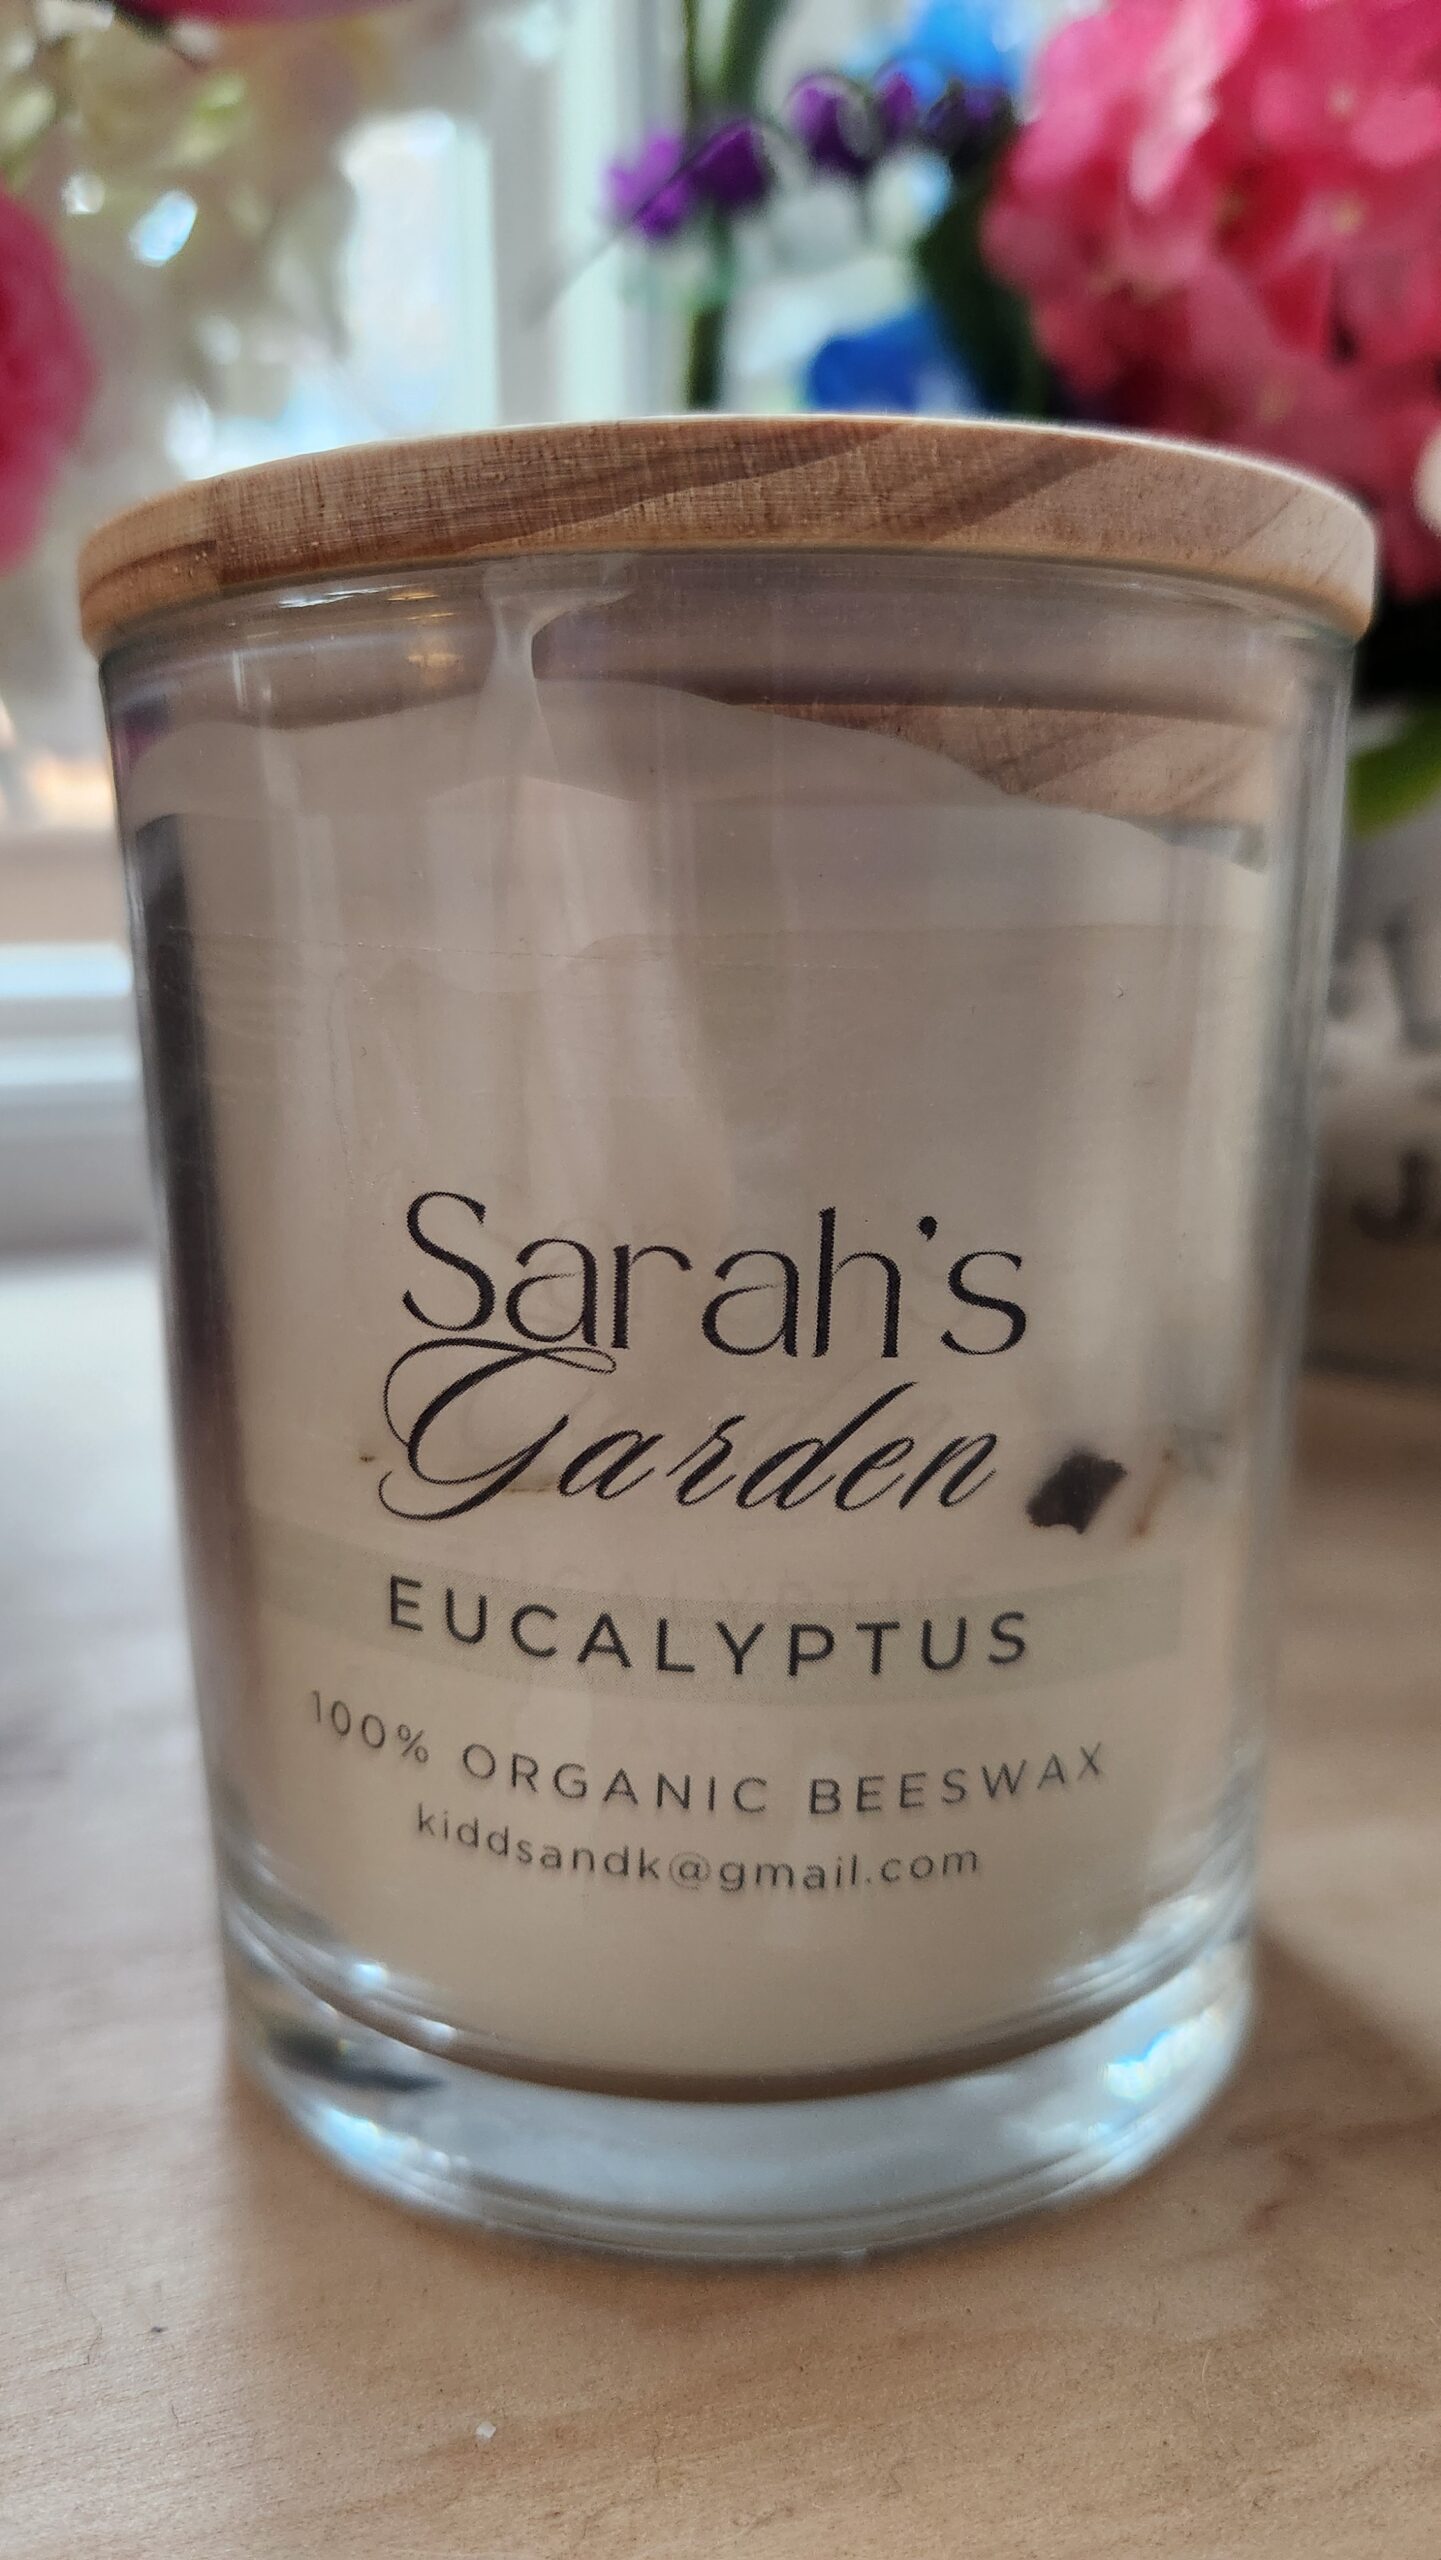 Sarah's
Garden
EUCALYPTUS
100% ORGANIC BEESWAX
kiddsandk@gmail.com